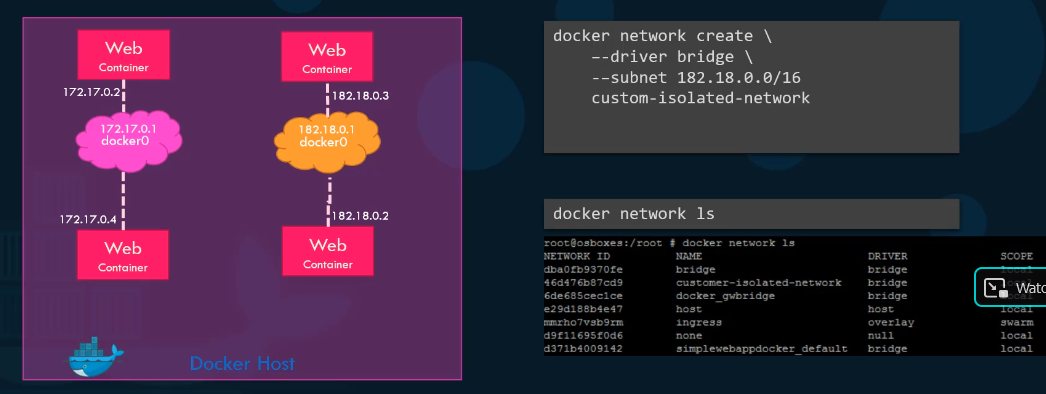 Web
Container
172.17.0.2
172.17.0.1
docker0
172.17.0.4
Web
Container
Web
Container
182.18.0.3
182.18.0.1
docker0
182.18.0.2
Web
Container
Docker Host
docker network create \
--driver bridge \
--subnet 182.18.0.0/16
custom-isolated-network
docker network ls
root@osboxes:/root # docker network ls
NETWORK ID NAME DRIVER SCOPE
dba0fb9370fe bridge bridge local
46d476b87cd9 customer-isolated-network bridge
6de685cec1ce docker_gwbridge bridge
e29d188b4e47 host host local
mmrho7vsb9rm ingress overlay swarm
d9f11695f0d6 none null local
d371b4009142 simplewebappdocker_default bridge local
Watc